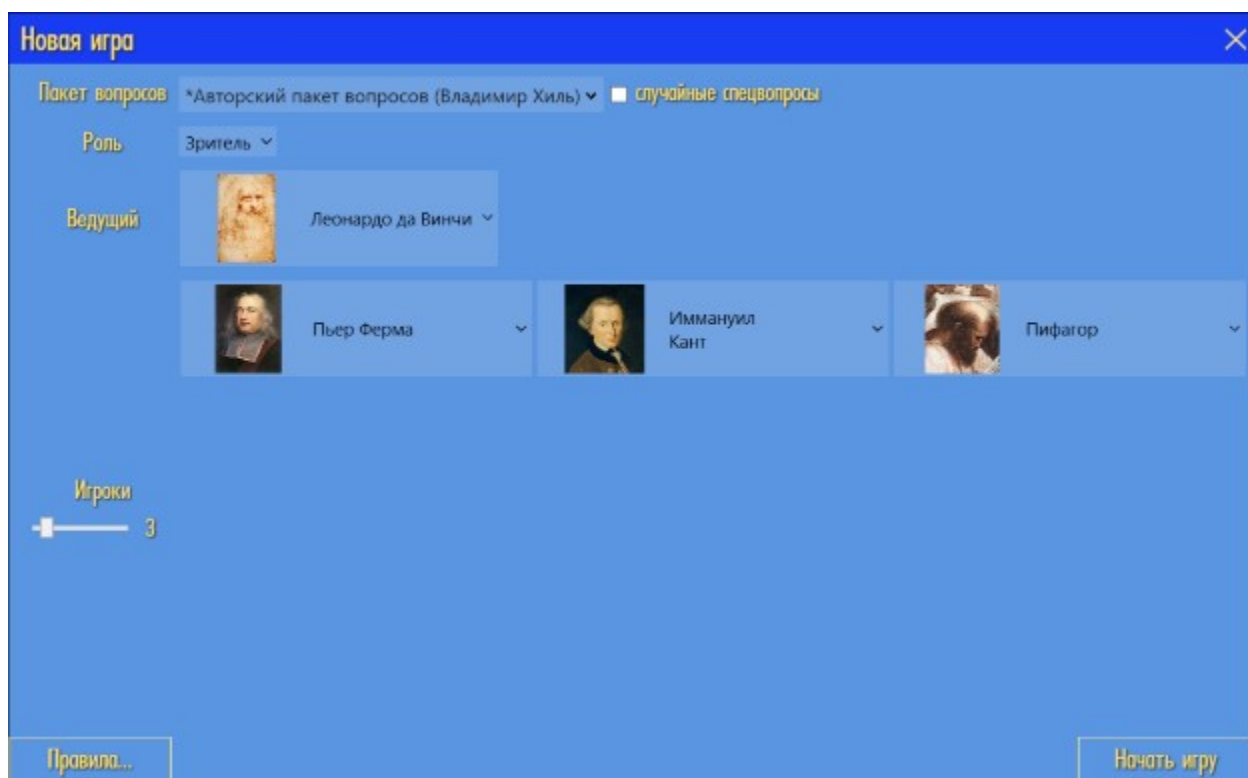 Новая игра
Пакет вопросов *Авторский пакет вопросов (Владимир Хиль) случайные спецвопросы
Роль Зритель
Ведущий Леонардо да Винчи
Пьер Ферма
Иммануил
Кант
Пифагор
Игроки
3
Правила...
Начать игру